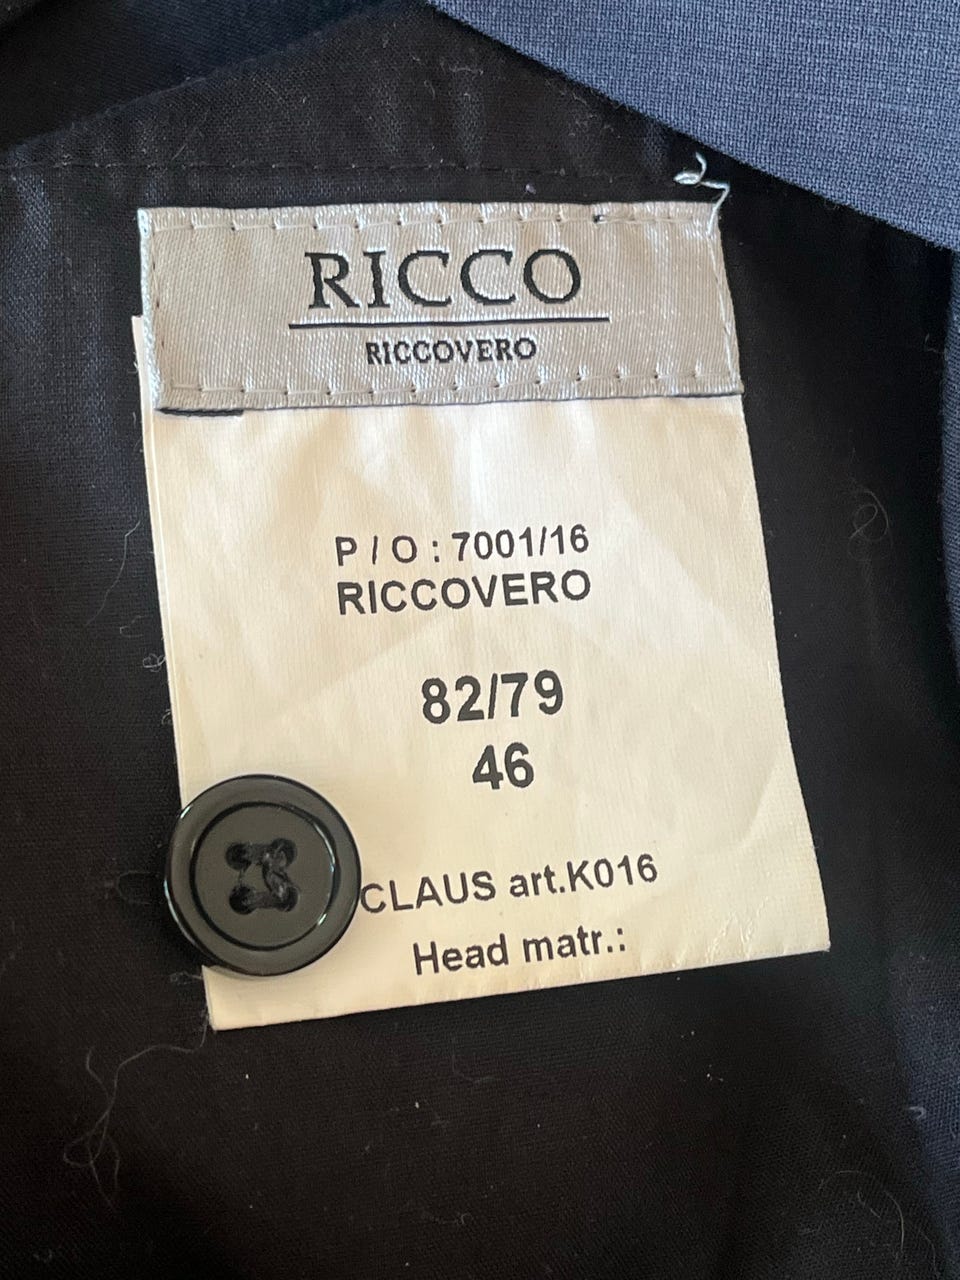 RICCO
RICCOVERO
P / O : 7001/16
RICCOVERO
82/79
46
CLAUS art.K016
Head matr.: